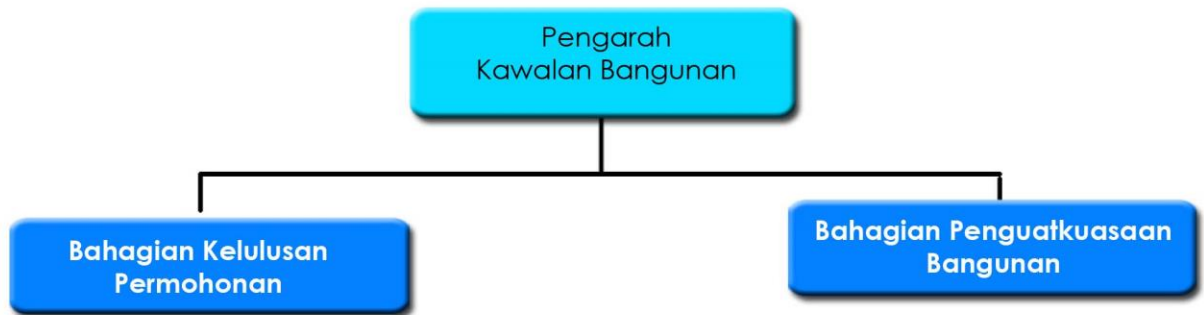 Pengarah
Kawalan Bangunan
Bahagian Kelulusan
Permohonan
Bahagian Penguatkuasaan
Bangunan